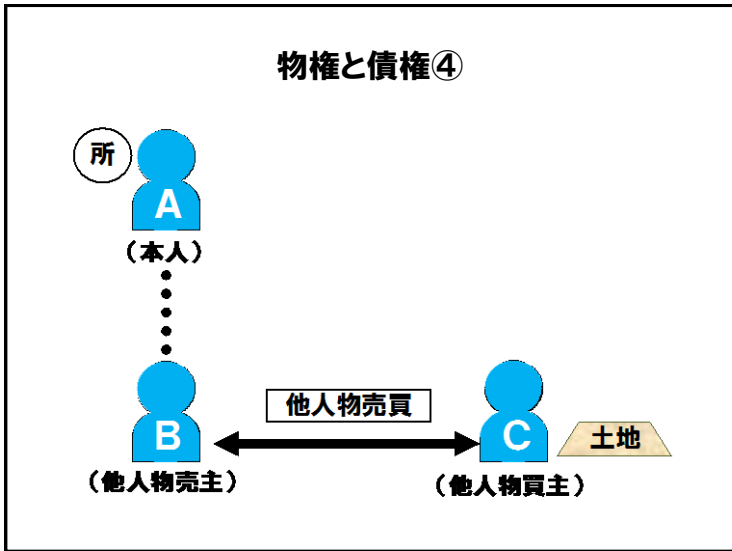 物権と債権④
所
A
(本人)
他人物売買
B
C
土地
(他人物売主)
(他人物買主)